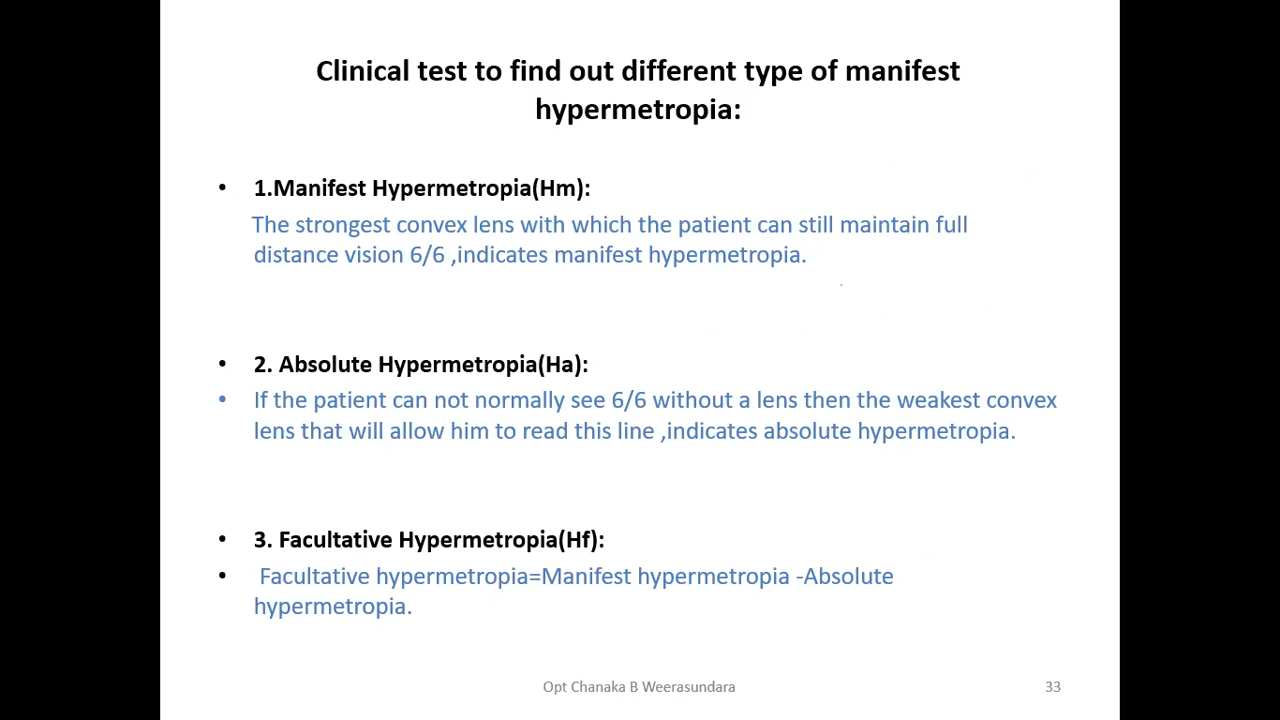 Clinical test to find out different type of manifest
hypermetropia:
• 1.Manifest Hypermetropia(Hm):
The strongest convex lens with which the patient can still maintain full
distance vision 6/6 ,indicates manifest hypermetropia.
• 2. Absolute Hypermetropia(Ha):
• If the patient can not normally see 6/6 without a lens then the weakest convex
lens that will allow him to read this line ,indicates absolute hypermetropia.
• 3. Facultative Hypermetropia(Hf):
• Facultative hypermetropia=Manifest hypermetropia -Absolute
hypermetropia.
Opt Chanaka B Weerasundara
33